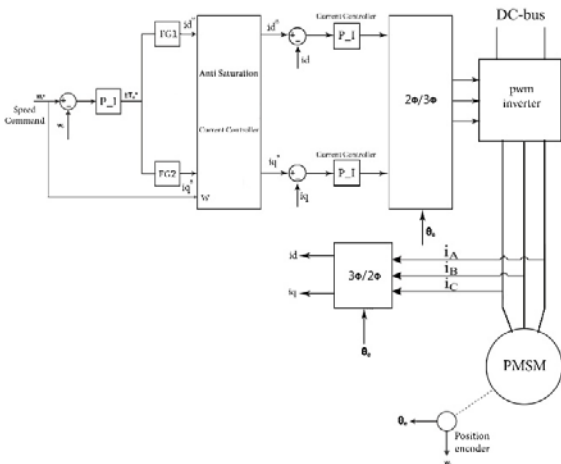 DC-bus
Current Controller
id*
id*
FG1
P_I
id
Anti Saturation
2Φ/3Φ
pwm
inverter
P_I
Speed
Command
Current Controller
Current Controller
iq*
FG2
iq*
P_I
iq
W
θe
id
iq
3Φ/2Φ
iA
iB
iC
θe
PMSM
Position
encoder